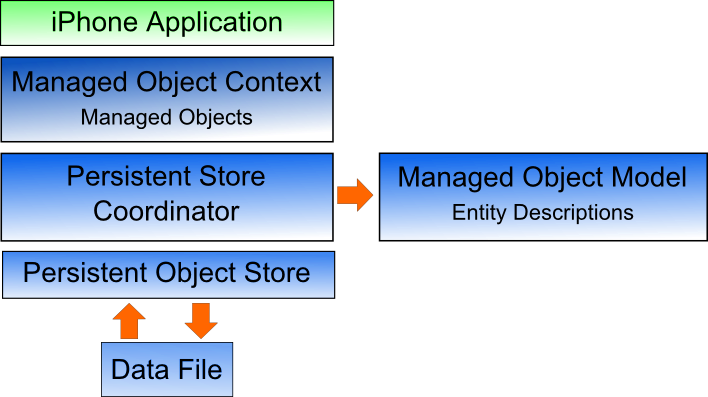 iPhone Application
Managed Object Context
Managed Objects
Persistent Store
Coordinator
Managed Object Model
Entity Descriptions
Persistent Object Store
Data File